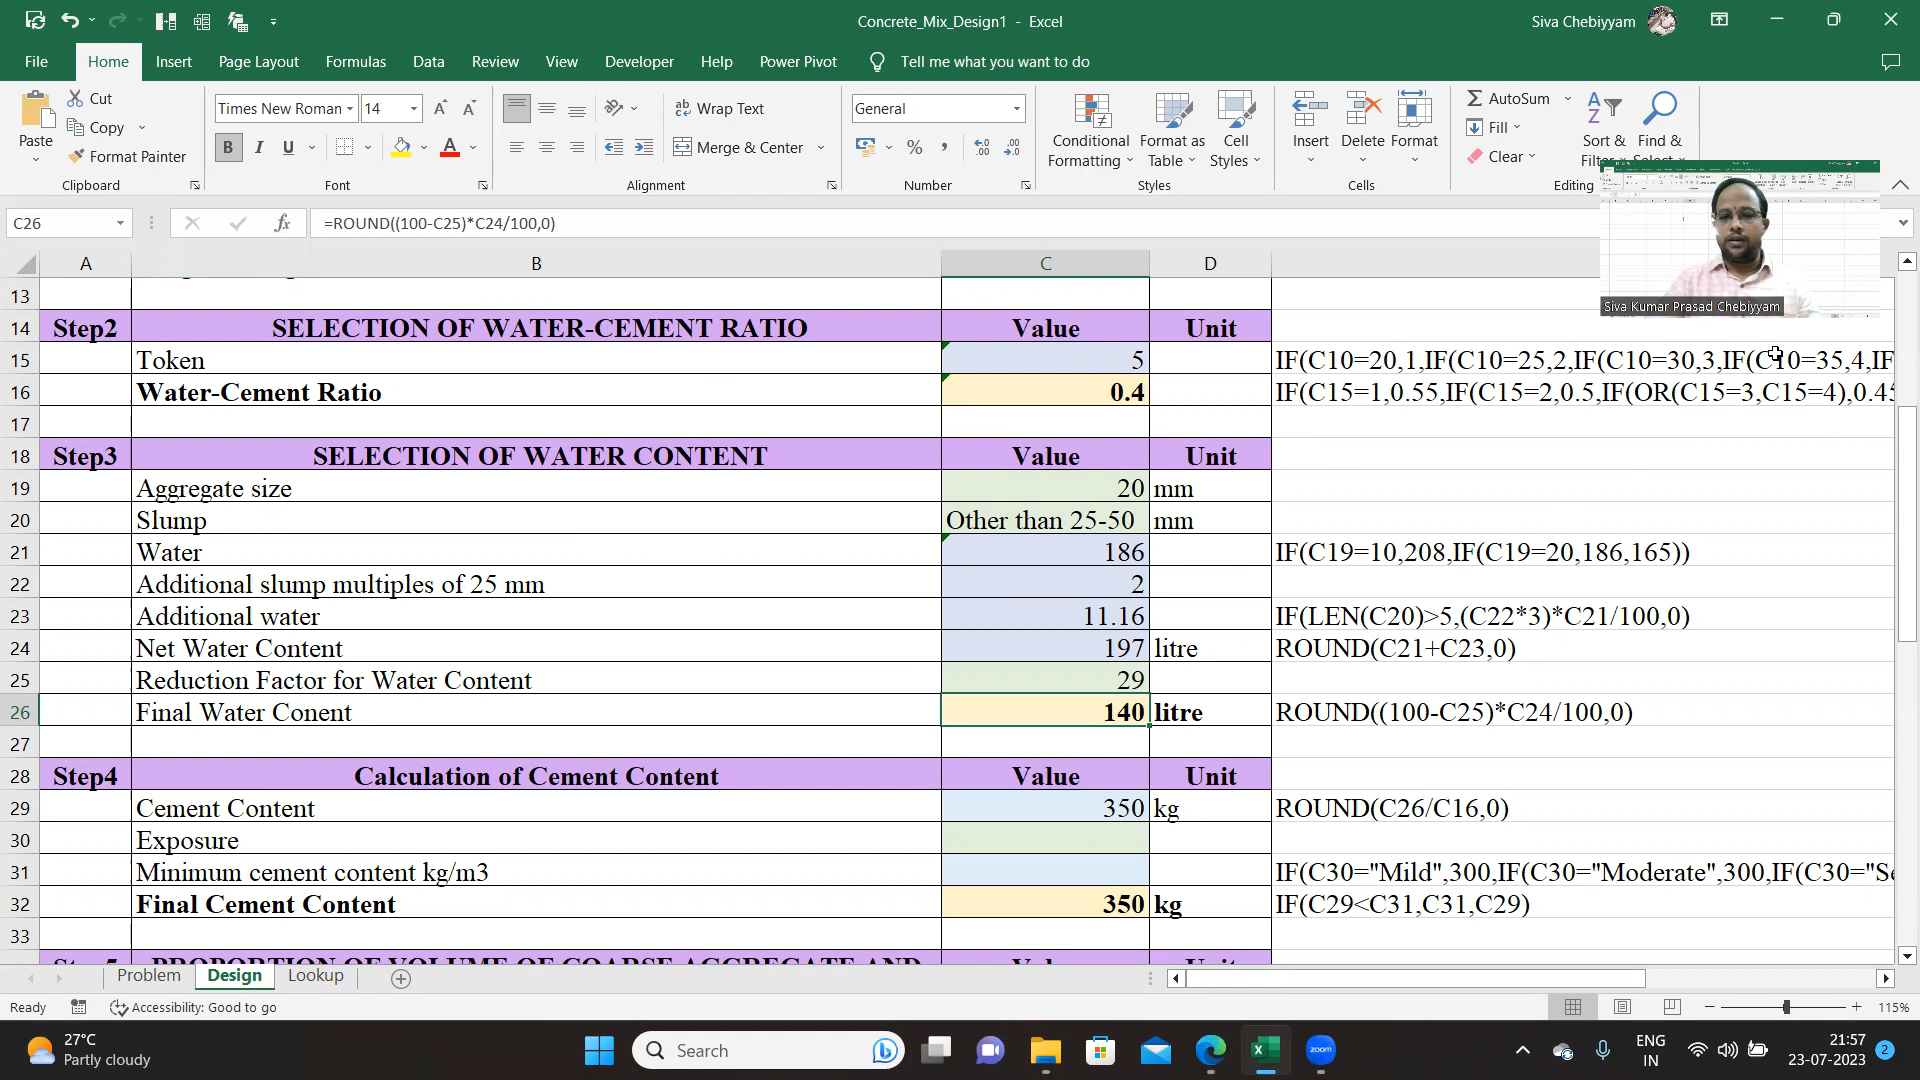 Concrete_Mix_Design1 - Excel
Siva Chebiyyam
File Home Insert Page Layout Formulas Data Review View Developer Help Power Pivot Tell me what you want to do
Paste
Cut
Copy
Format Painter
Clipboard
Times New Roman 14
B I U
Font
Wrap Text
Merge & Center
Alignment
General
Number
Conditional Formatting
Format as Table
Cell Styles
Styles
Insert
Delete
Format
Cells
AutoSum
Fill
Clear
Sort &
Find &
Editing
C26
=ROUND((100-C25)*C24/100,0)
Siva Kumar Prasad Chebiyyam
A B C D
13
14 Step2 SELECTION OF WATER-CEMENT RATIO Value Unit
15 Token 5 IF(C10=20,1,IF(C10=25,2,IF(C10=30,3,IF(C10=35,4,IF
16 Water-Cement Ratio 0.4 IF(C15=1,0.55,IF(C15=2,0.5,IF(OR(C15=3,C15=4),0.45
17
18 Step3 SELECTION OF WATER CONTENT Value Unit
19 Aggregate size 20 mm
20 Slump Other than 25-50 mm
21 Water 186 IF(C19=10,208,IF(C19=20,186,165))
22 Additional slump multiples of 25 mm 2
23 Additional water 11.16 IF(LEN(C20)>5,(C22*3)*C21/100,0)
24 Net Water Content 197 litre ROUND(C21+C23,0)
25 Reduction Factor for Water Content 29
26 Final Water Conent 140 litre ROUND((100-C25)*C24/100,0)
27
28 Step4 Calculation of Cement Content Value Unit
29 Cement Content 350 kg ROUND(C26/C16,0)
30 Exposure
31 Minimum cement content kg/m3 IF(C30="Mild",300,IF(C30="Moderate",300,IF(C30="Se
32 Final Cement Content 350 kg IF(C29<C31,C31,C29)
33
Problem Design Lookup
Ready Accessibility: Good to go 115%
27°C
Partly cloudy
Search
zoom
ENG
IN
21:57
23-07-2023
2